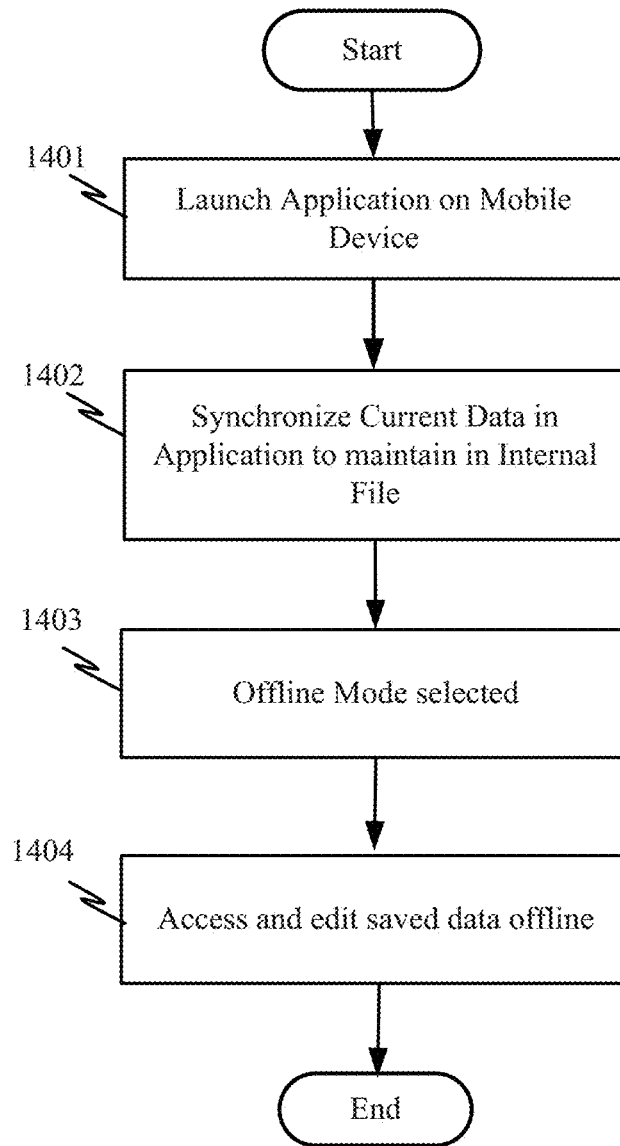 Start
1401
Launch Application on Mobile
Device
1402
Synchronize Current Data in
Application to maintain in Internal
File
1403
Offline Mode selected
1404
Access and edit saved data offline
End